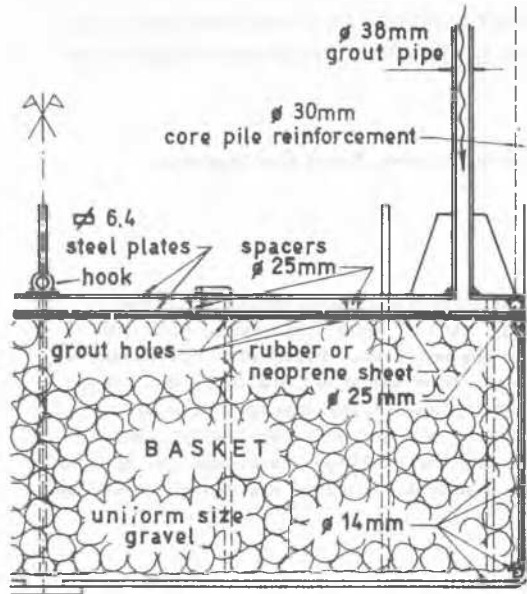 ø 38mm
grout pipe
ø 30mm
core pile reinforcement
⌀ 6.4
steel plates
spacers
ø 25mm
hook
grout holes
rubber or
neoprene sheet
ø 25mm
BASKET
uniform size
gravel
ø 14mm